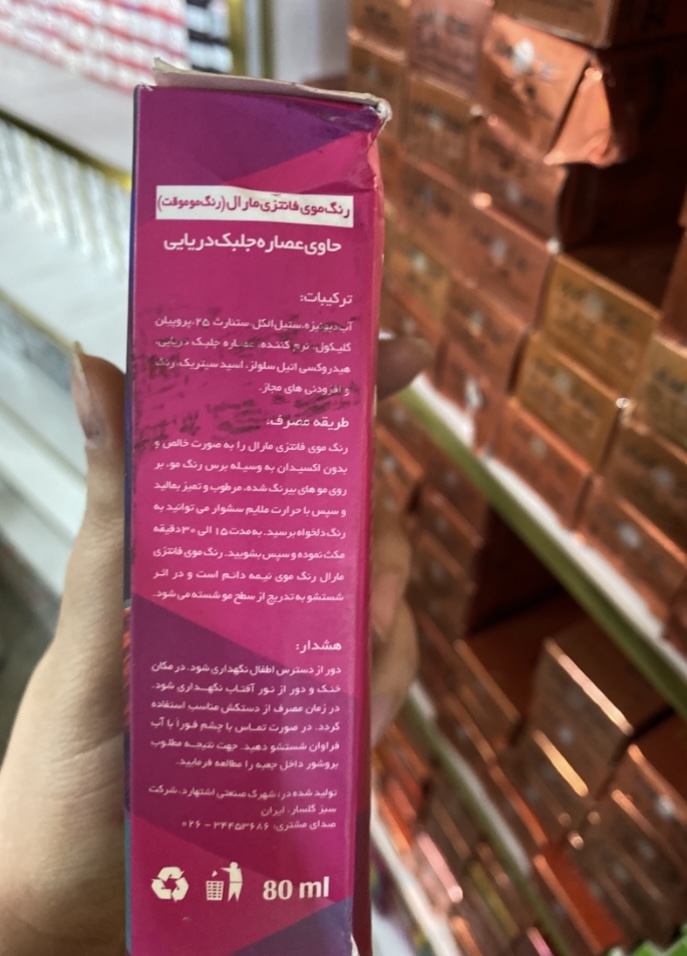 رنگ موی فانتزی مارال (رنگ مو موقت)
حاوی عصاره جلبک دریایی
ترکیبات:
آب دیونیزه، ستیل الکل، ستنارث ۲۵، پروپیلن
گلیکول، نرم کننده، عصاره جلبک دریایی،
هیدروکسی اتیل سلولز، اسید سیتریک، رنگ
و افزودنی های مجاز.
طریقه مصرف:
رنگ موی فانتزی مارال را به صورت خالص و
بدون اکسیدان به وسیله برس رنگ مو، بر
روی مو های بیرنگ شده، مرطوب و تمیز بمالید
و سپس با حرارت ملایم سشوار می توانید به
رنگ دلخواه برسید. به مدت ۱۵ الی ۳۰ دقیقه
مکث نموده و سپس بشویید. رنگ موی فانتزی
مارال رنگ موی نیمه دائم است و در اثر
شستشو به تدریج از سطح مو شسته می شود.
هشدار:
دور از دسترس اطفال نگهداری شود. در مکان
خنک و دور از نور آفتاب نگهداری شود.
در زمان مصرف از دستکش مناسب استفاده
گردد. در صورت تماس با چشم فوراً با آب
فراوان شستشو دهید. جهت نتیجه مطلوب
بروشور داخل جعبه را مطالعه فرمایید.
تولید شده در: شهرک صنعتی اشتهارد، شرکت
سبز گلسار، ایران
صدای مشتری: ۳۴۴۵۳۶۸۶ - ۰۲۶
80 ml